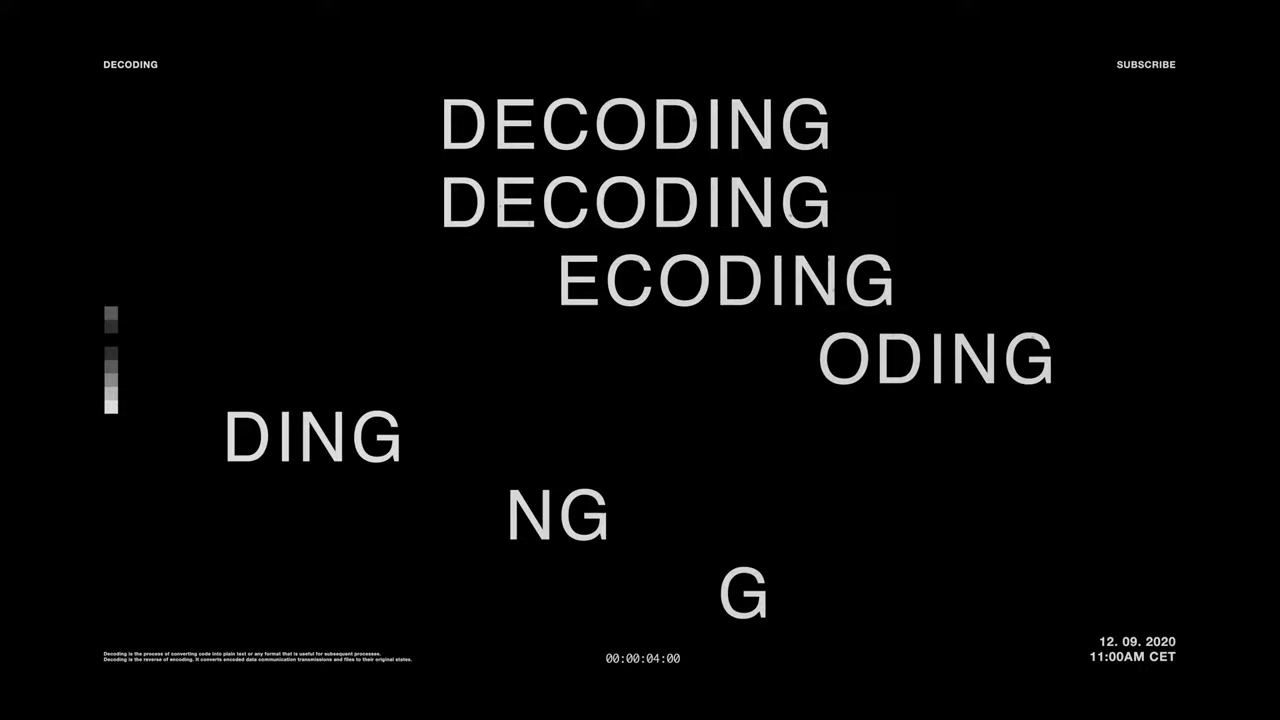 DECODING
SUBSCRIBE
DECODING
DECODING
ECODING
ODING
DING
NG
G
Decoding is the process of converting code into plain text or any format that is useful for subsequent processes.
Decoding is the reverse of encoding. It converts encoded data communication transmissions and files to their original states.
00:00:04:00
12. 09. 2020
11:00AM CET